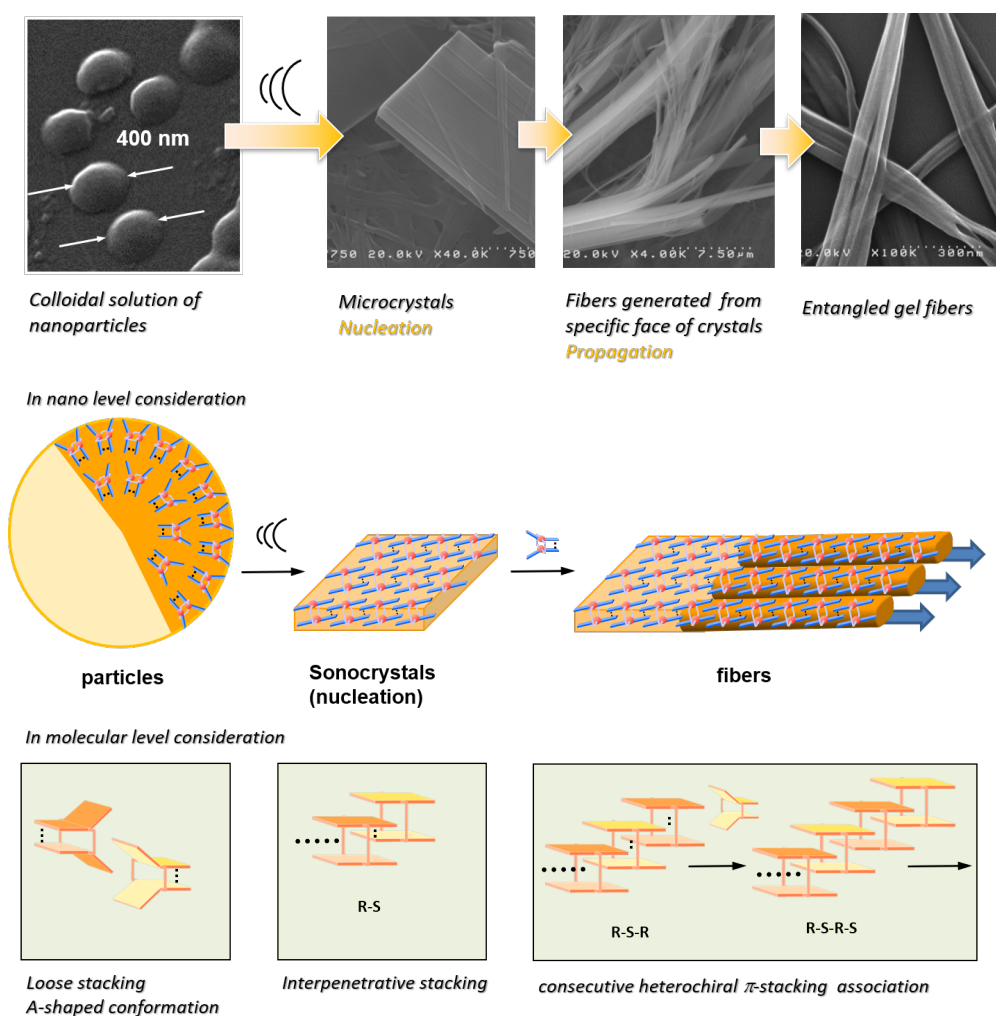 400 nm
750 20.0kV X40.0K 750
20.0kV X4.00K 7.50μm
0.0kV X100K 300nm
Colloidal solution of
nanoparticles
Microcrystals
Nucleation
Fibers generated from
specific face of crystals
Propagation
Entangled gel fibers
In nano level consideration
particles
Sonocrystals
(nucleation)
fibers
In molecular level consideration
R-S
R-S-R
R-S-R-S
Loose stacking
A-shaped conformation
Interpenetrative stacking
consecutive heterochiral π-stacking association